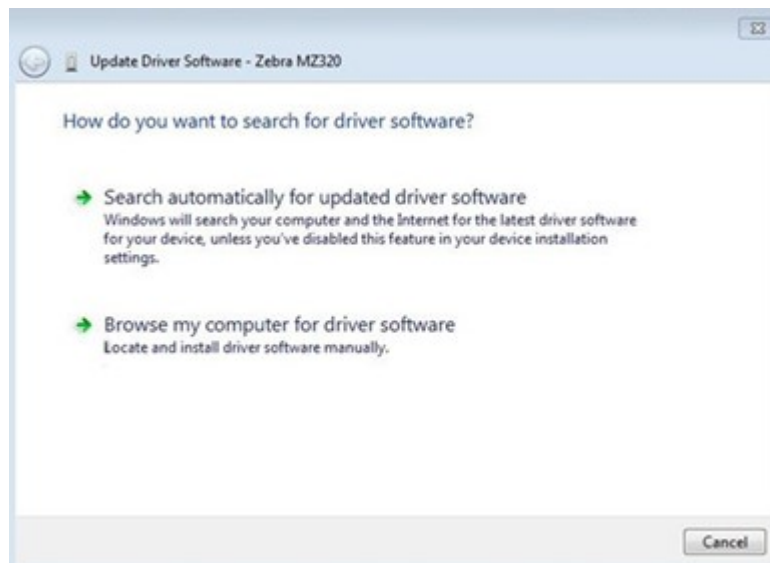 Update Driver Software - Zebra MZ320
How do you want to search for driver software?
Search automatically for updated driver software
Windows will search your computer and the Internet for the latest driver software
for your device, unless you've disabled this feature in your device installation
settings.
Browse my computer for driver software
Locate and install driver software manually.
Cancel